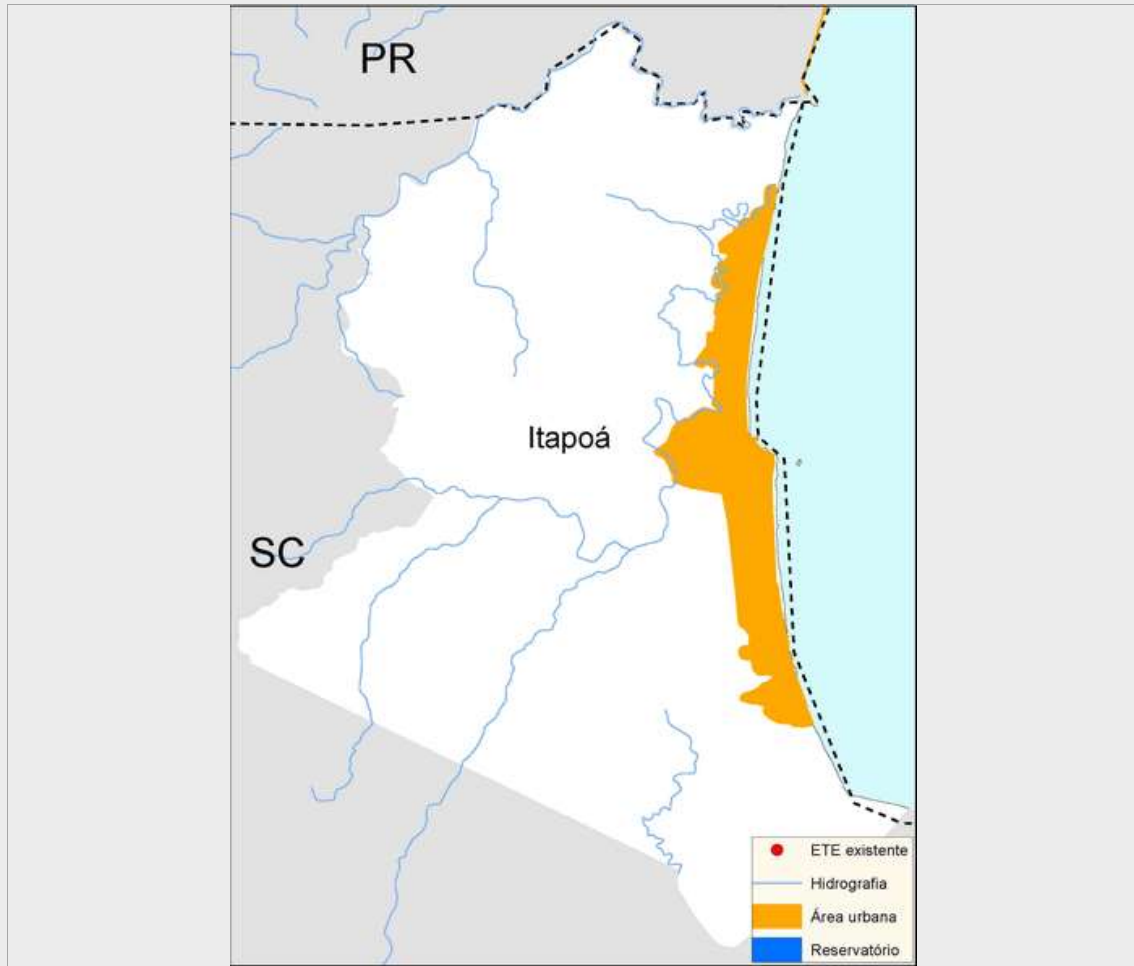 PR
Itapoá
SC
ETE existente
Hidrografia
Área urbana
Reservatório